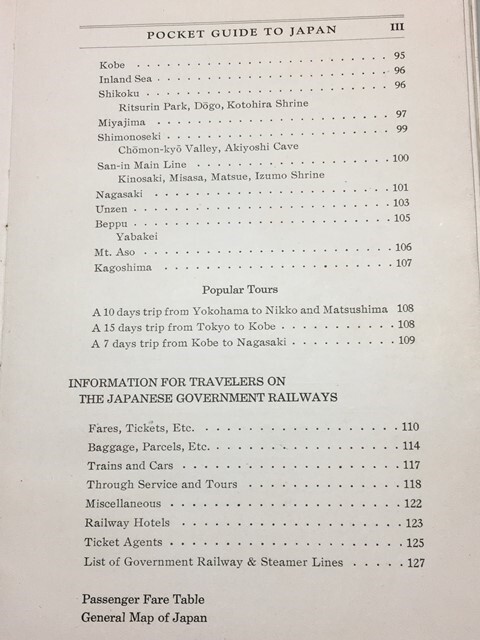 POCKET GUIDE TO JAPAN III
Kobe . . . . . . . . . . . . . . . . . . . . . . . . 95
Inland Sea . . . . . . . . . . . . . . . . . . . . . 96
Shikoku . . . . . . . . . . . . . . . . . . . . . . 96
Ritsurin Park, Dōgo, Kotohira Shrine
Miyajima . . . . . . . . . . . . . . . . . . . . . . 97
Shimonoseki . . . . . . . . . . . . . . . . . . . . 99
Chōmon-kyō Valley, Akiyoshi Cave
San-in Main Line . . . . . . . . . . . . . . . . . . 100
Kinosaki, Misasa, Matsue, Izumo Shrine
Nagasaki . . . . . . . . . . . . . . . . . . . . . . 101
Unzen . . . . . . . . . . . . . . . . . . . . . . . 103
Beppu . . . . . . . . . . . . . . . . . . . . . . . 105
Yabakei
Mt. Aso . . . . . . . . . . . . . . . . . . . . . . 106
Kagoshima . . . . . . . . . . . . . . . . . . . . . 107
Popular Tours
A 10 days trip from Yokohama to Nikko and Matsushima 108
A 15 days trip from Tokyo to Kobe . . . . . . . . . . 108
A 7 days trip from Kobe to Nagasaki . . . . . . . . . 109
INFORMATION FOR TRAVELERS ON
THE JAPANESE GOVERNMENT RAILWAYS
Fares, Tickets, Etc. . . . . . . . . . . . . . . . . 110
Baggage, Parcels, Etc. . . . . . . . . . . . . . . . 114
Trains and Cars . . . . . . . . . . . . . . . . . . 117
Through Service and Tours . . . . . . . . . . . . . 118
Miscellaneous . . . . . . . . . . . . . . . . . . . 122
Railway Hotels . . . . . . . . . . . . . . . . . . . 123
Ticket Agents . . . . . . . . . . . . . . . . . . . 125
List of Government Railway & Steamer Lines . . . . . 127
Passenger Fare Table
General Map of Japan